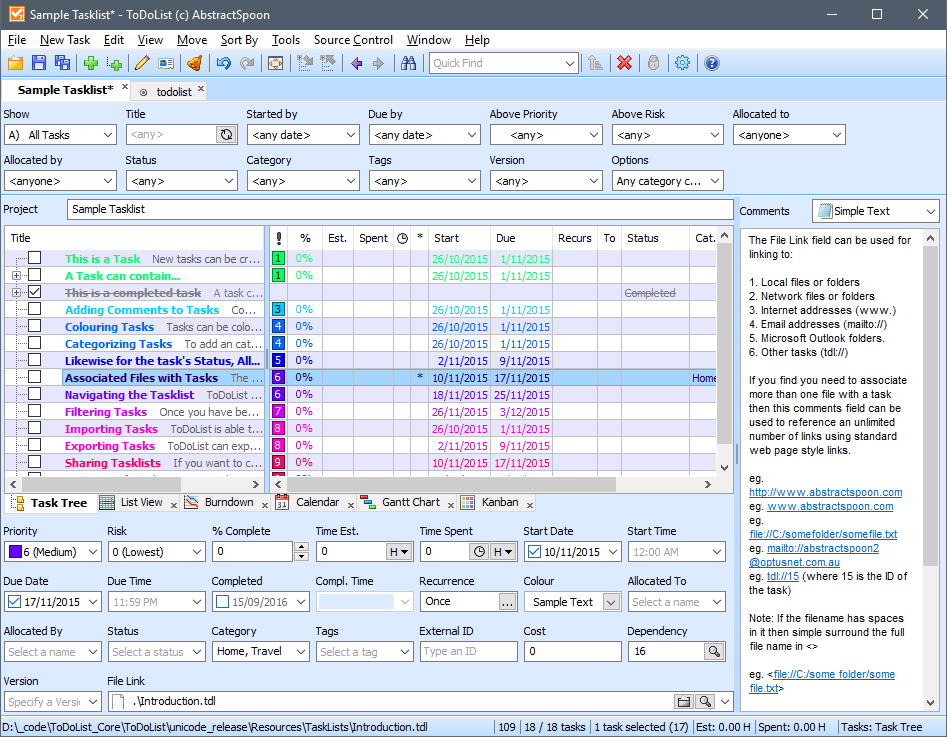 Sample Tasklist* - ToDoList (c) AbstractSpoon
File New Task Edit View Move Sort By Tools Source Control Window Help
Quick Find
Sample Tasklist* todolist
Show Title Started by Due by Above Priority Above Risk Allocated to
A) All Tasks <any> <any date> <any date> <any> <any> <anyone>
Allocated by Status Category Tags Version Options
<anyone> <any> <any> <any> <any> Any category c...
Project Sample Tasklist
Comments Simple Text
Title ! % Est. Spent * Start Due Recurs To Status Cat.
This is a Task New tasks can be cr... 1 0% 26/10/2015 1/11/2015
A Task can contain... 1 0% 26/10/2015 1/11/2015
This is a completed task A task c... Completed
Adding Comments to Tasks Co... 3 0% 26/10/2015 1/11/2015
Colouring Tasks Tasks can be colo... 4 0% 26/10/2015 1/11/2015
Categorizing Tasks To add an cat... 4 0% 26/10/2015 1/11/2015
Likewise for the task's Status, All... 5 0% 2/11/2015 9/11/2015
Associated Files with Tasks The ... 6 0% * 10/11/2015 17/11/2015 Home
Navigating the Tasklist ToDoList ... 6 0% 18/11/2015 25/11/2015
Filtering Tasks Once you have be... 7 0% 26/11/2015 3/12/2015
Importing Tasks ToDoList is able t... 8 0% 26/10/2015 1/11/2015
Exporting Tasks ToDoList can exp... 8 0% 2/11/2015 9/11/2015
Sharing Tasklists If you want to c... 9 0% 10/11/2015 17/11/2015
The File Link field can be used for
linking to:
1. Local files or folders
2. Network files or folders
3. Internet addresses (www.)
4. Email addresses (mailto://)
5. Microsoft Outlook folders.
6. Other tasks (tdl://)
If you find you need to associate
more than one file with a task
then this comments field can be
used to reference an unlimited
number of links using standard
web page style links.
eg.
http://www.abstractspoon.com
eg. www.abstractspoon.com
eg.
file://C:/somefolder/somefile.txt
eg. mailto://abstractspoon2
@optusnet.com.au
eg. tdl://15 (where 15 is the ID of
the task)
Note: If the filename has spaces
in it then simple surround the full
file name in <>
eg. <file://C:/some folder/some
file.txt>
Task Tree List View Burndown Calendar Gantt Chart Kanban
Priority Risk % Complete Time Est. Time Spent Start Date Start Time
6 (Medium) 0 (Lowest) 0 0 H 0 H 10/11/2015 12:00 AM
Due Date Due Time Completed Compl. Time Recurrence Colour Allocated To
17/11/2015 11:59 PM 15/09/2016 Once ... Sample Text Select a name
Allocated By Status Category Tags External ID Cost Dependency
Select a name Select a status Home, Travel Select a tag Type an ID 0 16
Version File Link
Specify a Versic .\Introduction.tdl
D:\_code\ToDoList_Core\ToDoList\unicode_release\Resources\TaskLists\Introduction.tdl 109 18 / 18 tasks 1 task selected (17) Est: 0.00 H Spent: 0.00 H Tasks: Task Tree